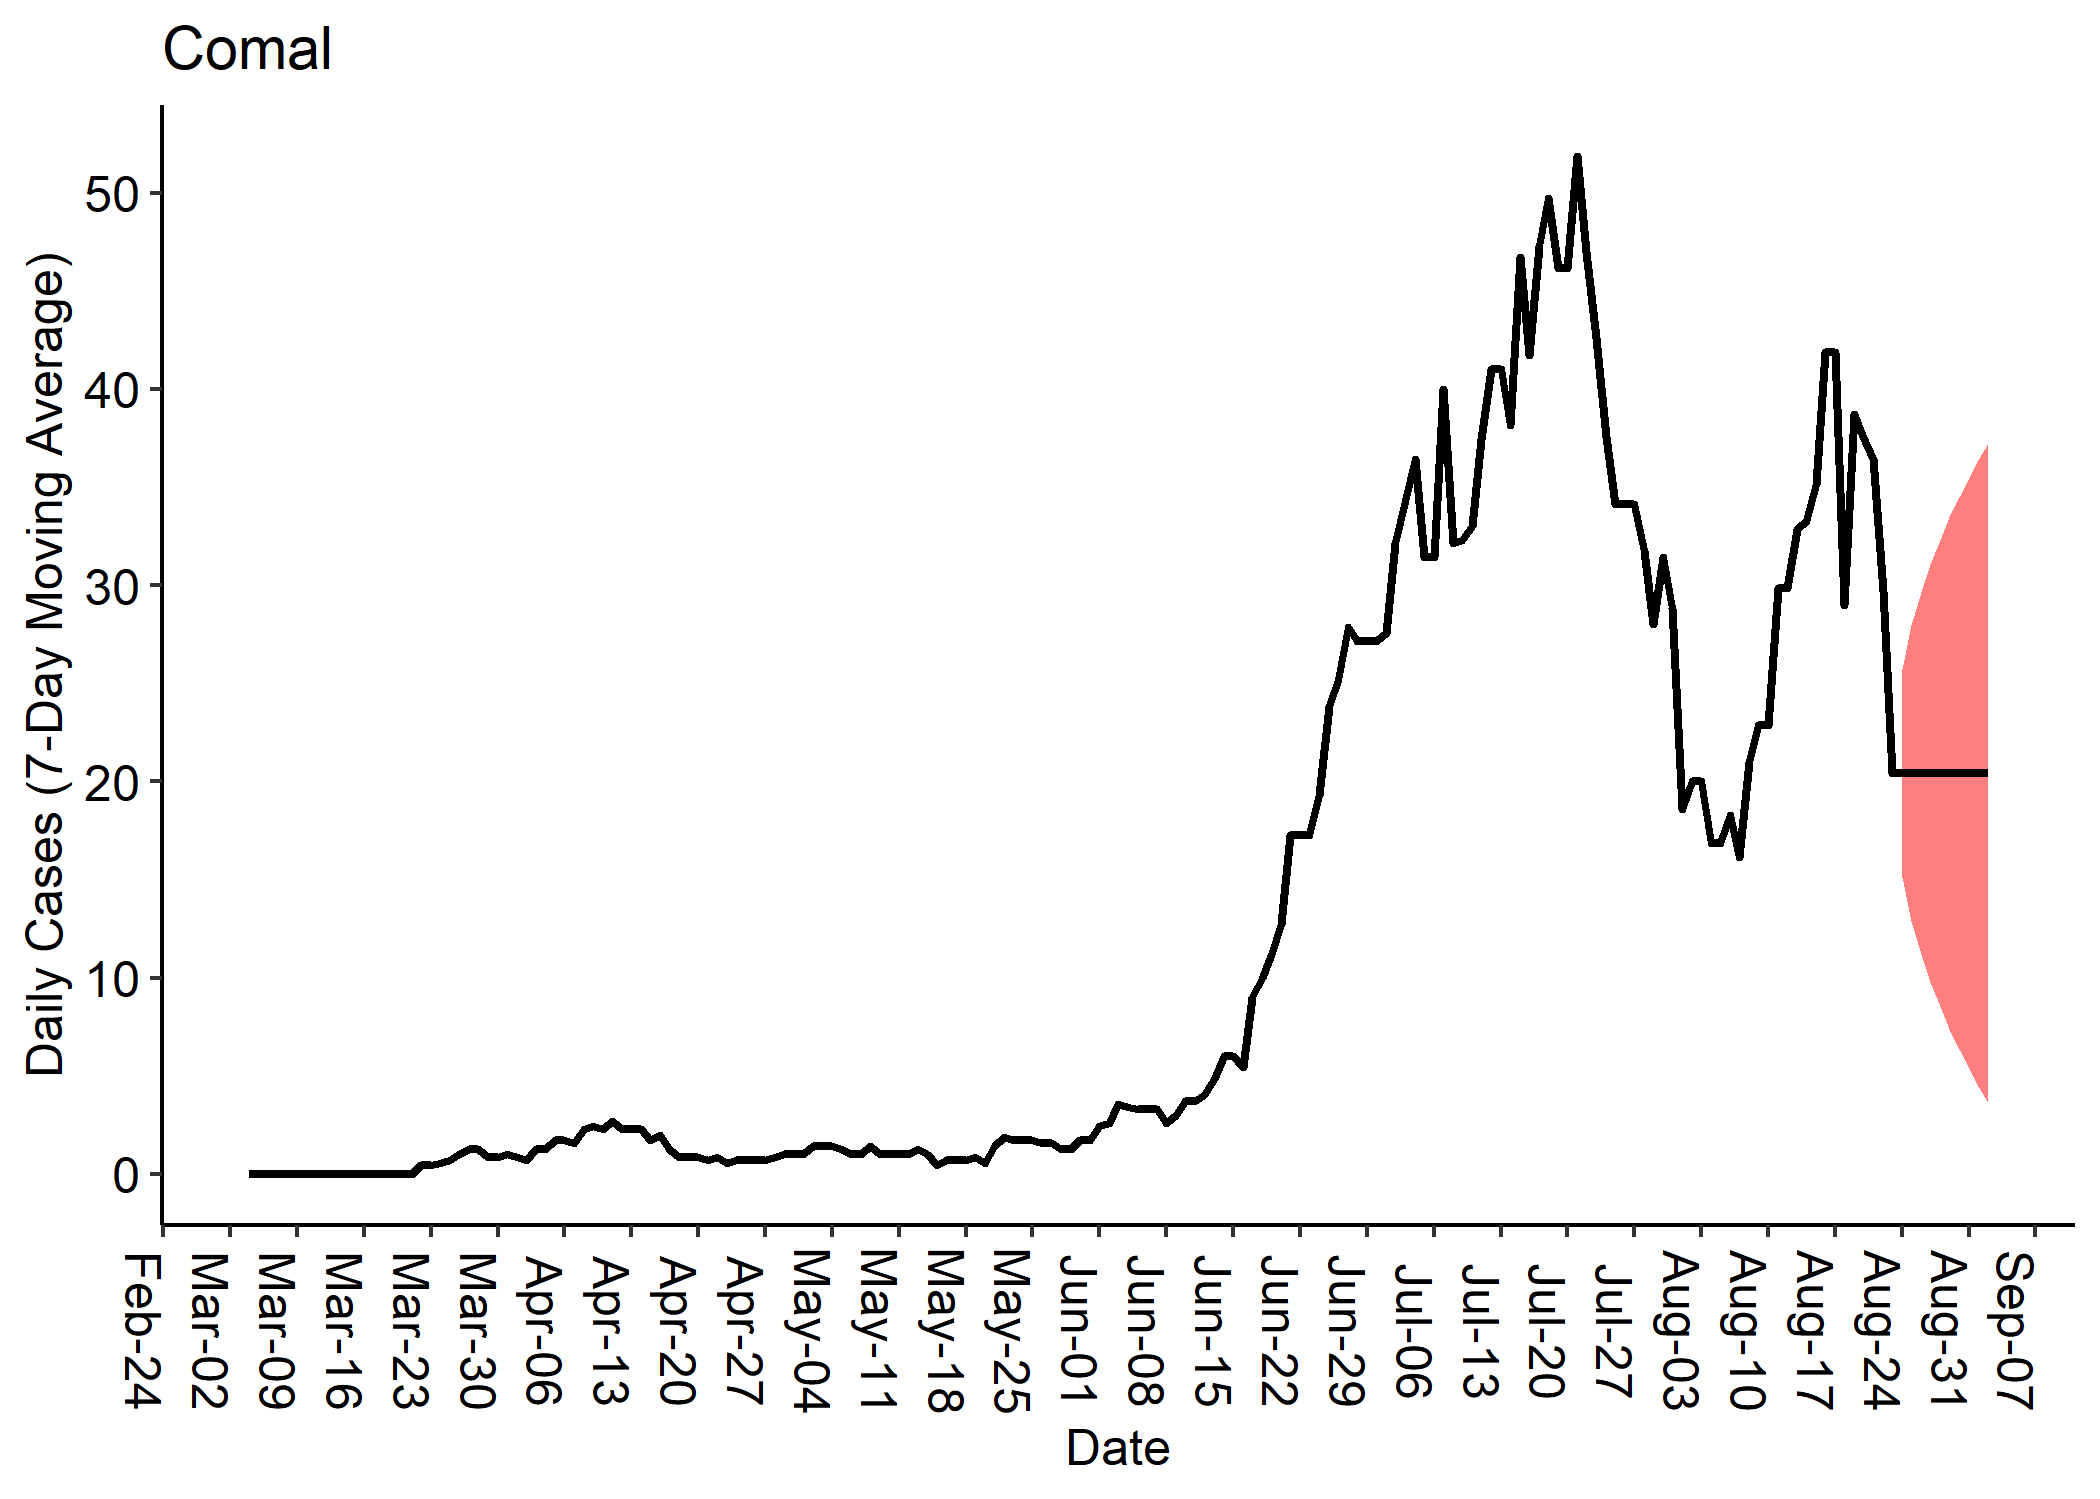 Comal
Daily Cases (7-Day Moving Average)
50
40
30
20
10
0
Feb-24
Mar-02
Mar-09
Mar-16
Mar-23
Mar-30
Apr-06
Apr-13
Apr-20
Apr-27
May-04
May-11
May-18
May-25
Jun-01
Jun-08
Jun-15
Jun-22
Jun-29
Jul-06
Jul-13
Jul-20
Jul-27
Aug-03
Aug-10
Aug-17
Aug-24
Aug-31
Sep-07
Date